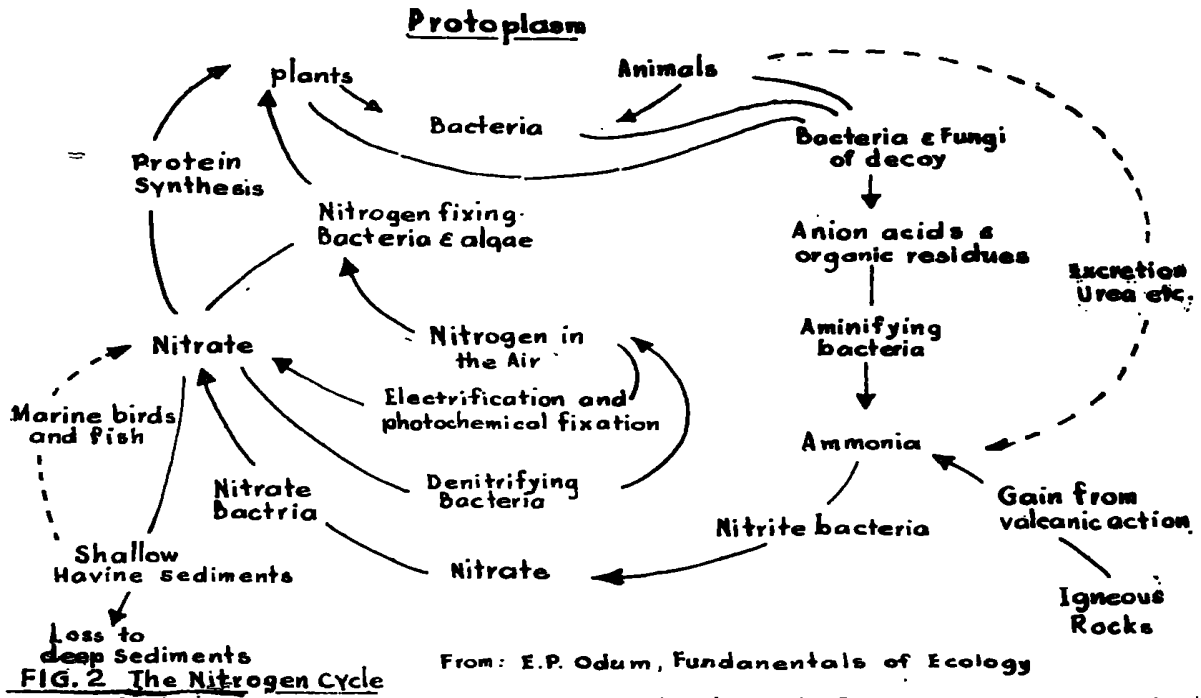 Protoplasm
plants
Animals
Bacteria
Bacteria & Fungi
of decoy
Protein
Synthesis
Nitrogen fixing
Bacteria & algae
Anion acids &
organic residues
Excretion
Urea etc.
Nitrate
Nitrogen in
the Air
Aminifying
bacteria
Electrification and
photochemical fixation
Marine birds
and fish
Ammonia
Nitrate
Bactria
Denitrifying
Bacteria
Gain from
valcanic action
Nitrite bacteria
Shallow
Havine sediments
Nitrate
Igneous
Rocks
Loss to
deep Sediments
From: E.P. Odum, Fundanentals of Ecology
FIG. 2 The Nitrogen Cycle